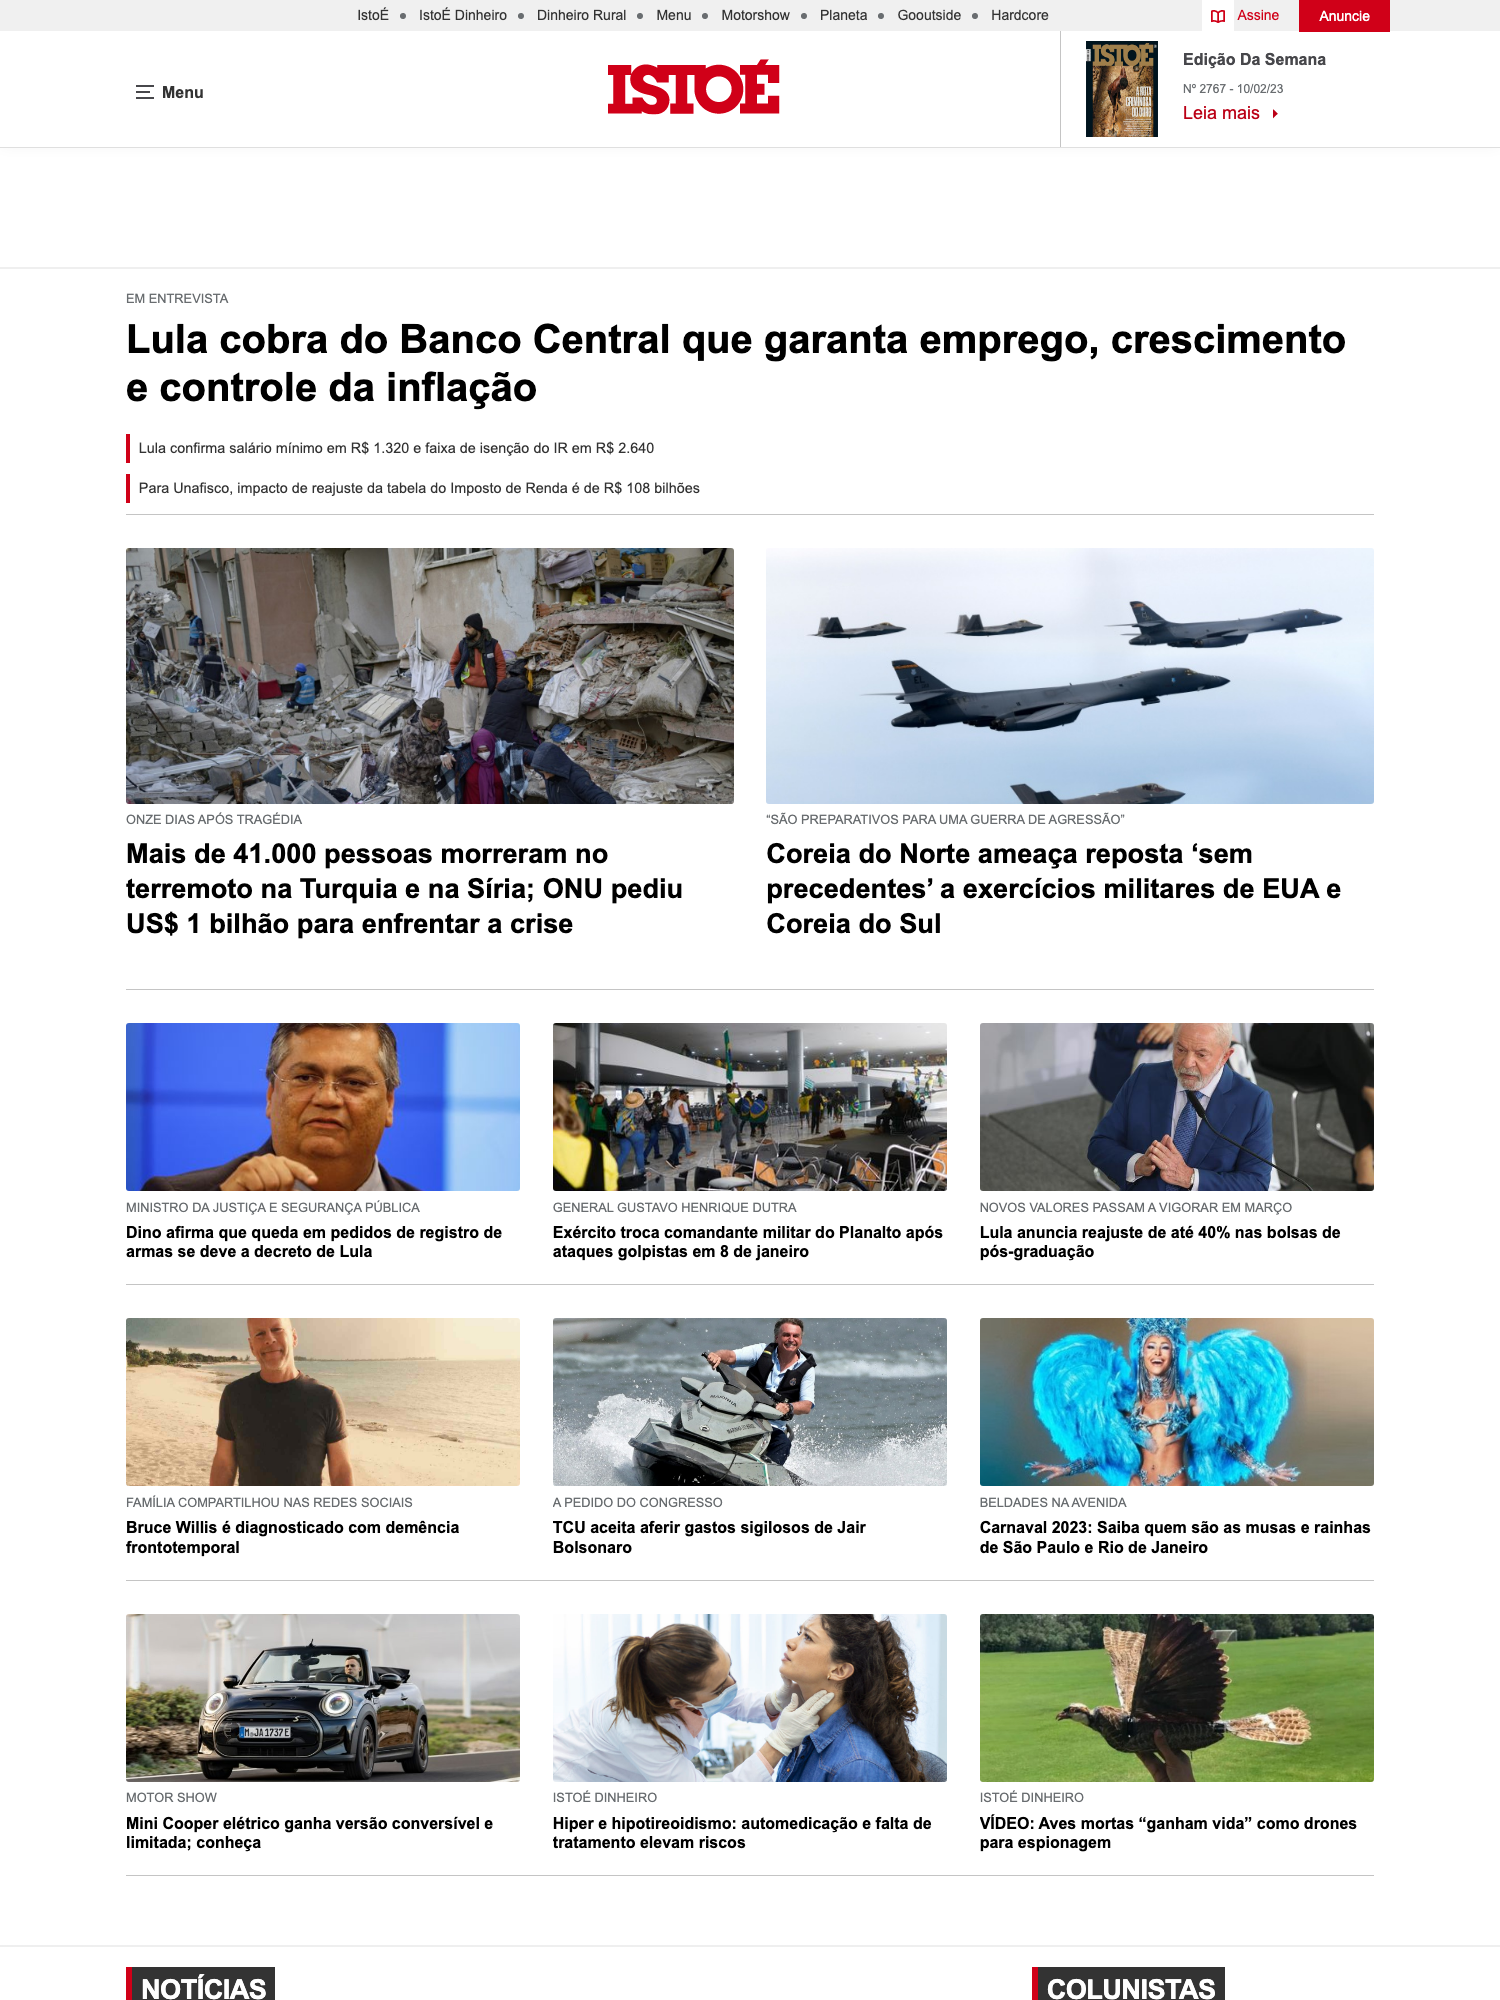 IstoÉ • IstoÉ Dinheiro • Dinheiro Rural • Menu • Motorshow • Planeta • Gooutside • Hardcore
Assine
Anuncie
Menu
ISTOÉ
ISTOÉ
A ROTA
CRIMINOSA
DO OURO
Edição Da Semana
Nº 2767 - 10/02/23
Leia mais
EM ENTREVISTA
Lula cobra do Banco Central que garanta emprego, crescimento
e controle da inflação
Lula confirma salário mínimo em R$ 1.320 e faixa de isenção do IR em R$ 2.640
Para Unafisco, impacto de reajuste da tabela do Imposto de Renda é de R$ 108 bilhões
ONZE DIAS APÓS TRAGÉDIA
Mais de 41.000 pessoas morreram no
terremoto na Turquia e na Síria; ONU pediu
US$ 1 bilhão para enfrentar a crise
“SÃO PREPARATIVOS PARA UMA GUERRA DE AGRESSÃO”
Coreia do Norte ameaça reposta ‘sem
precedentes’ a exercícios militares de EUA e
Coreia do Sul
MINISTRO DA JUSTIÇA E SEGURANÇA PÚBLICA
Dino afirma que queda em pedidos de registro de
armas se deve a decreto de Lula
GENERAL GUSTAVO HENRIQUE DUTRA
Exército troca comandante militar do Planalto após
ataques golpistas em 8 de janeiro
NOVOS VALORES PASSAM A VIGORAR EM MARÇO
Lula anuncia reajuste de até 40% nas bolsas de
pós-graduação
FAMÍLIA COMPARTILHOU NAS REDES SOCIAIS
Bruce Willis é diagnosticado com demência
frontotemporal
MARINHA
A PEDIDO DO CONGRESSO
TCU aceita aferir gastos sigilosos de Jair
Bolsonaro
BELDADES NA AVENIDA
Carnaval 2023: Saiba quem são as musas e rainhas
de São Paulo e Rio de Janeiro
M JA 1737 E
MOTOR SHOW
Mini Cooper elétrico ganha versão conversível e
limitada; conheça
ISTOÉ DINHEIRO
Hiper e hipotireoidismo: automedicação e falta de
tratamento elevam riscos
ISTOÉ DINHEIRO
VÍDEO: Aves mortas “ganham vida” como drones
para espionagem
NOTÍCIAS
COLUNISTAS